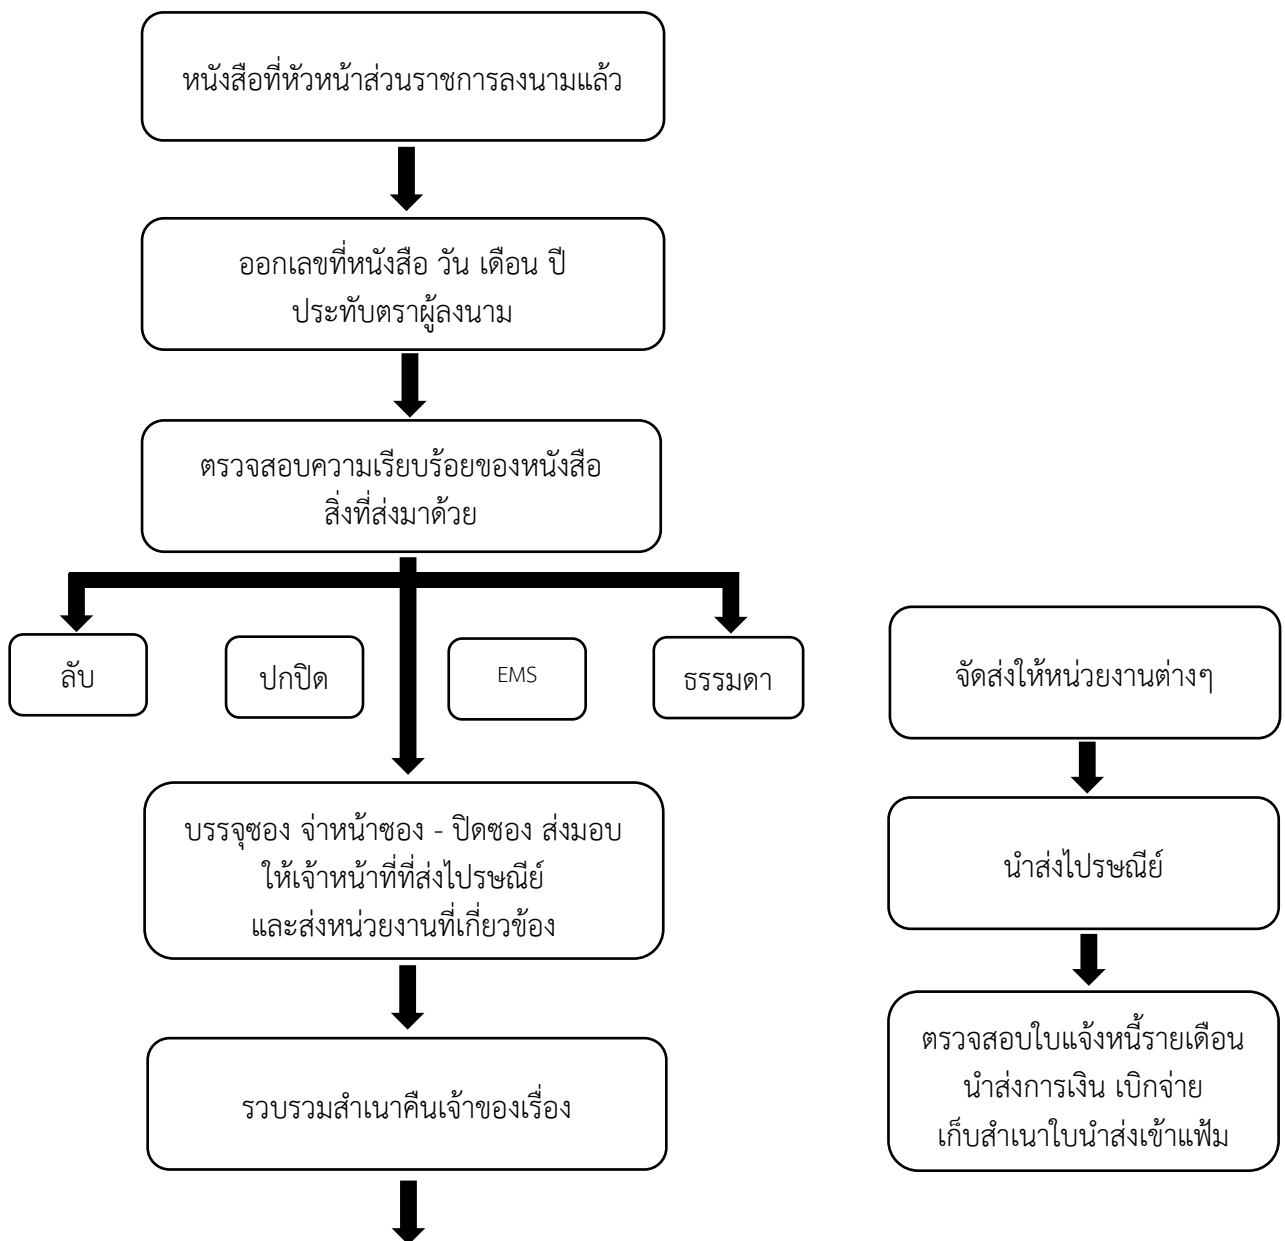 หนังสือที่หัวหน้าส่วนราชการลงนามแล้ว
ออกเลขที่หนังสือ วัน เดือน ปี
ประทับตราผู้ลงนาม
ตรวจสอบความเรียบร้อยของหนังสือ
สิ่งที่ส่งมาด้วย
ลับ
ปกปิด
EMS
ธรรมดา
บรรจุซอง จ่าหน้าซอง - ปิดซอง ส่งมอบ
ให้เจ้าหน้าที่ที่ส่งไปรษณีย์
และส่งหน่วยงานที่เกี่ยวข้อง
รวบรวมสำเนาคืนเจ้าของเรื่อง
จัดส่งให้หน่วยงานต่างๆ
นำส่งไปรษณีย์
ตรวจสอบใบแจ้งหนี้รายเดือน
นำส่งการเงิน เบิกจ่าย
เก็บสำเนาใบนำส่งเข้าแฟ้ม